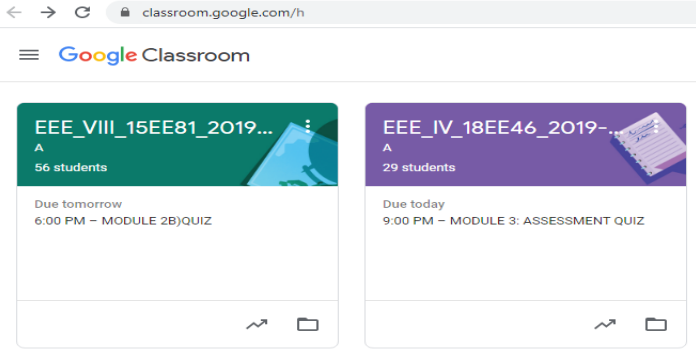 classroom.google.com/h
Google Classroom
EEE_VIII_15EE81_2019...
A
56 students
Due tomorrow
6:00 PM – MODULE 2B)QUIZ
EEE_IV_18EE46_2019-...
A
29 students
Due today
9:00 PM – MODULE 3: ASSESSMENT QUIZ